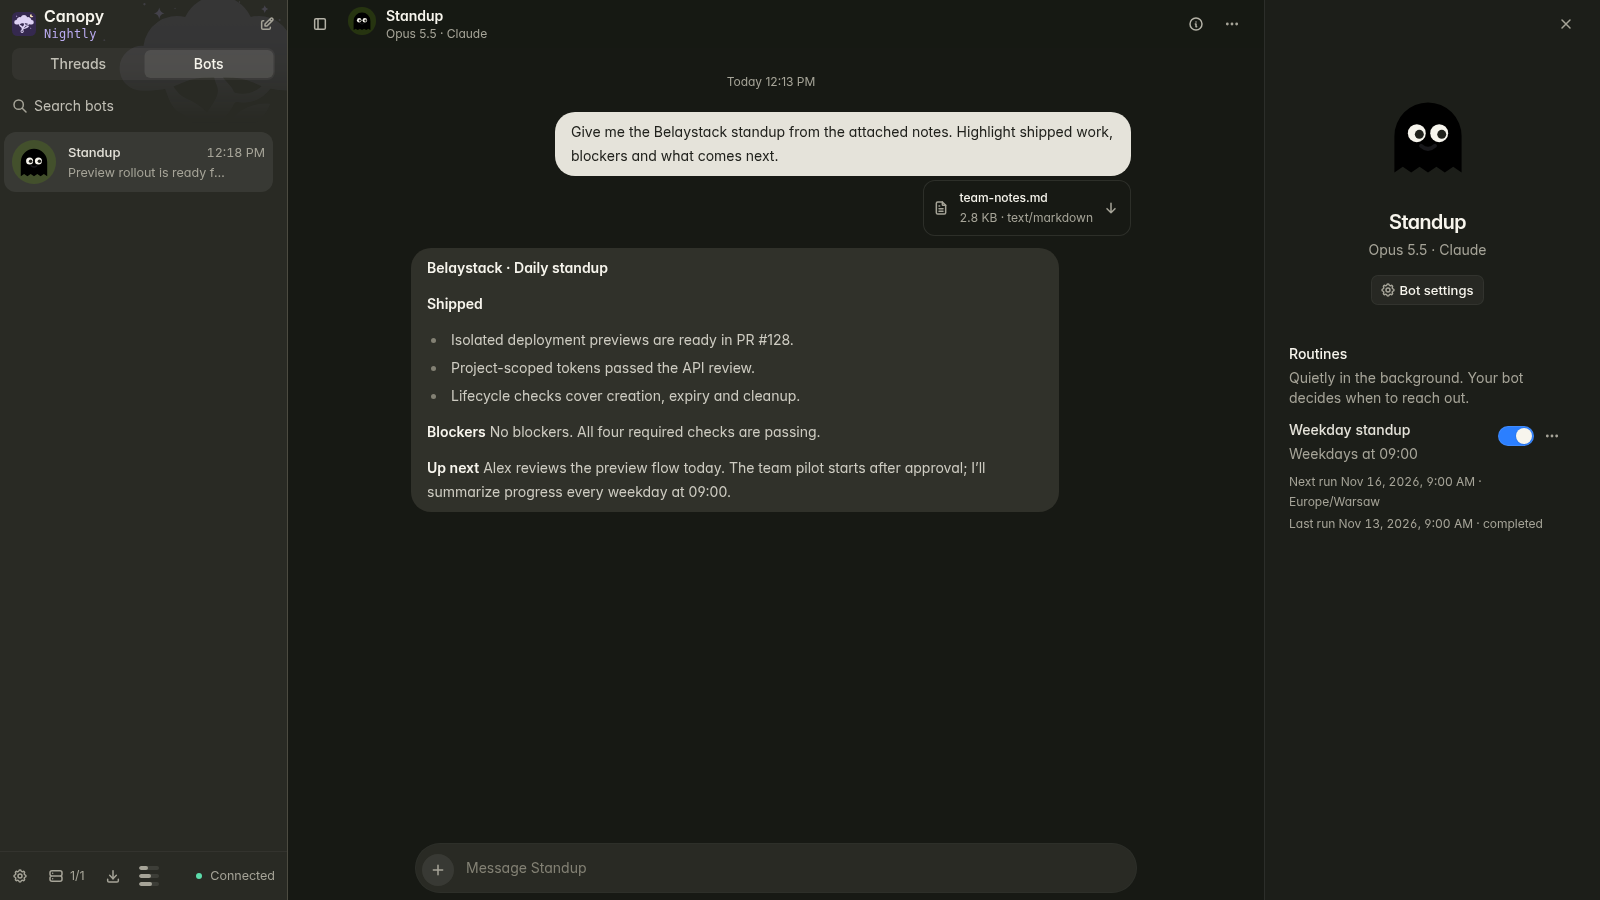 Canopy
Nightly
Threads
Bots
Search bots
Standup
12:18 PM
Preview rollout is ready f...
1/1
Connected
Standup
Opus 5.5 · Claude
Today 12:13 PM
Give me the Belaystack standup from the attached notes. Highlight shipped work,
blockers and what comes next.
team-notes.md
2.8 KB · text/markdown
Belaystack · Daily standup
Shipped
• Isolated deployment previews are ready in PR #128.
• Project-scoped tokens passed the API review.
• Lifecycle checks cover creation, expiry and cleanup.
Blockers No blockers. All four required checks are passing.
Up next Alex reviews the preview flow today. The team pilot starts after approval; I’ll
summarize progress every weekday at 09:00.
Message Standup
Standup
Opus 5.5 · Claude
Bot settings
Routines
Quietly in the background. Your bot
decides when to reach out.
Weekday standup
Weekdays at 09:00
Next run Nov 16, 2026, 9:00 AM ·
Europe/Warsaw
Last run Nov 13, 2026, 9:00 AM · completed